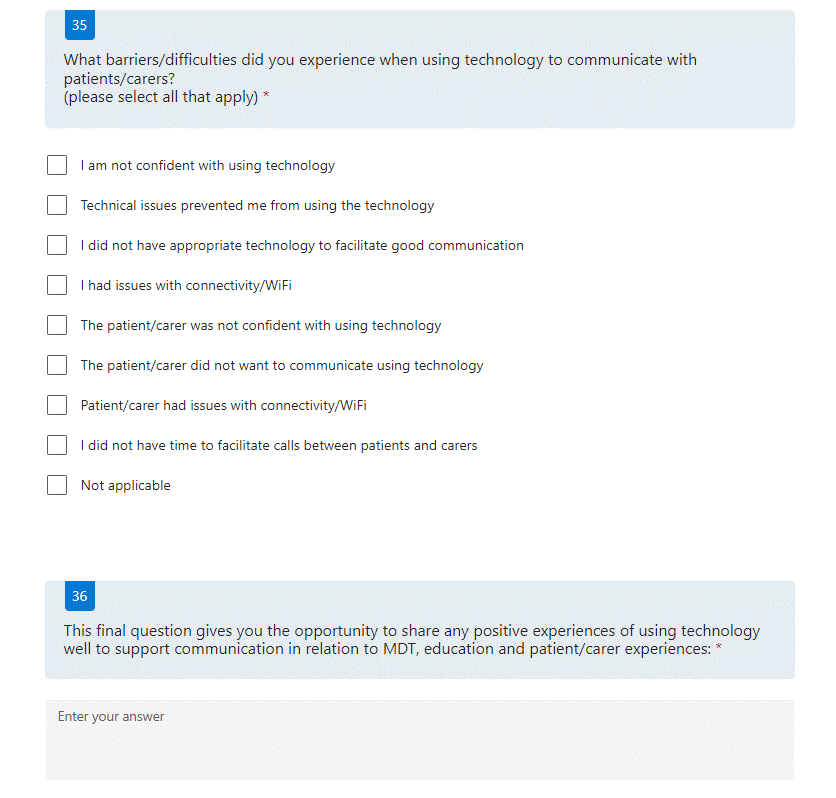 35
What barriers/difficulties did you experience when using technology to communicate with
patients/carers?
(please select all that apply) *
I am not confident with using technology
Technical issues prevented me from using the technology
I did not have appropriate technology to facilitate good communication
I had issues with connectivity/WiFi
The patient/carer was not confident with using technology
The patient/carer did not want to communicate using technology
Patient/carer had issues with connectivity/WiFi
I did not have time to facilitate calls between patients and carers
Not applicable
36
This final question gives you the opportunity to share any positive experiences of using technology
well to support communication in relation to MDT, education and patient/carer experiences: *
Enter your answer